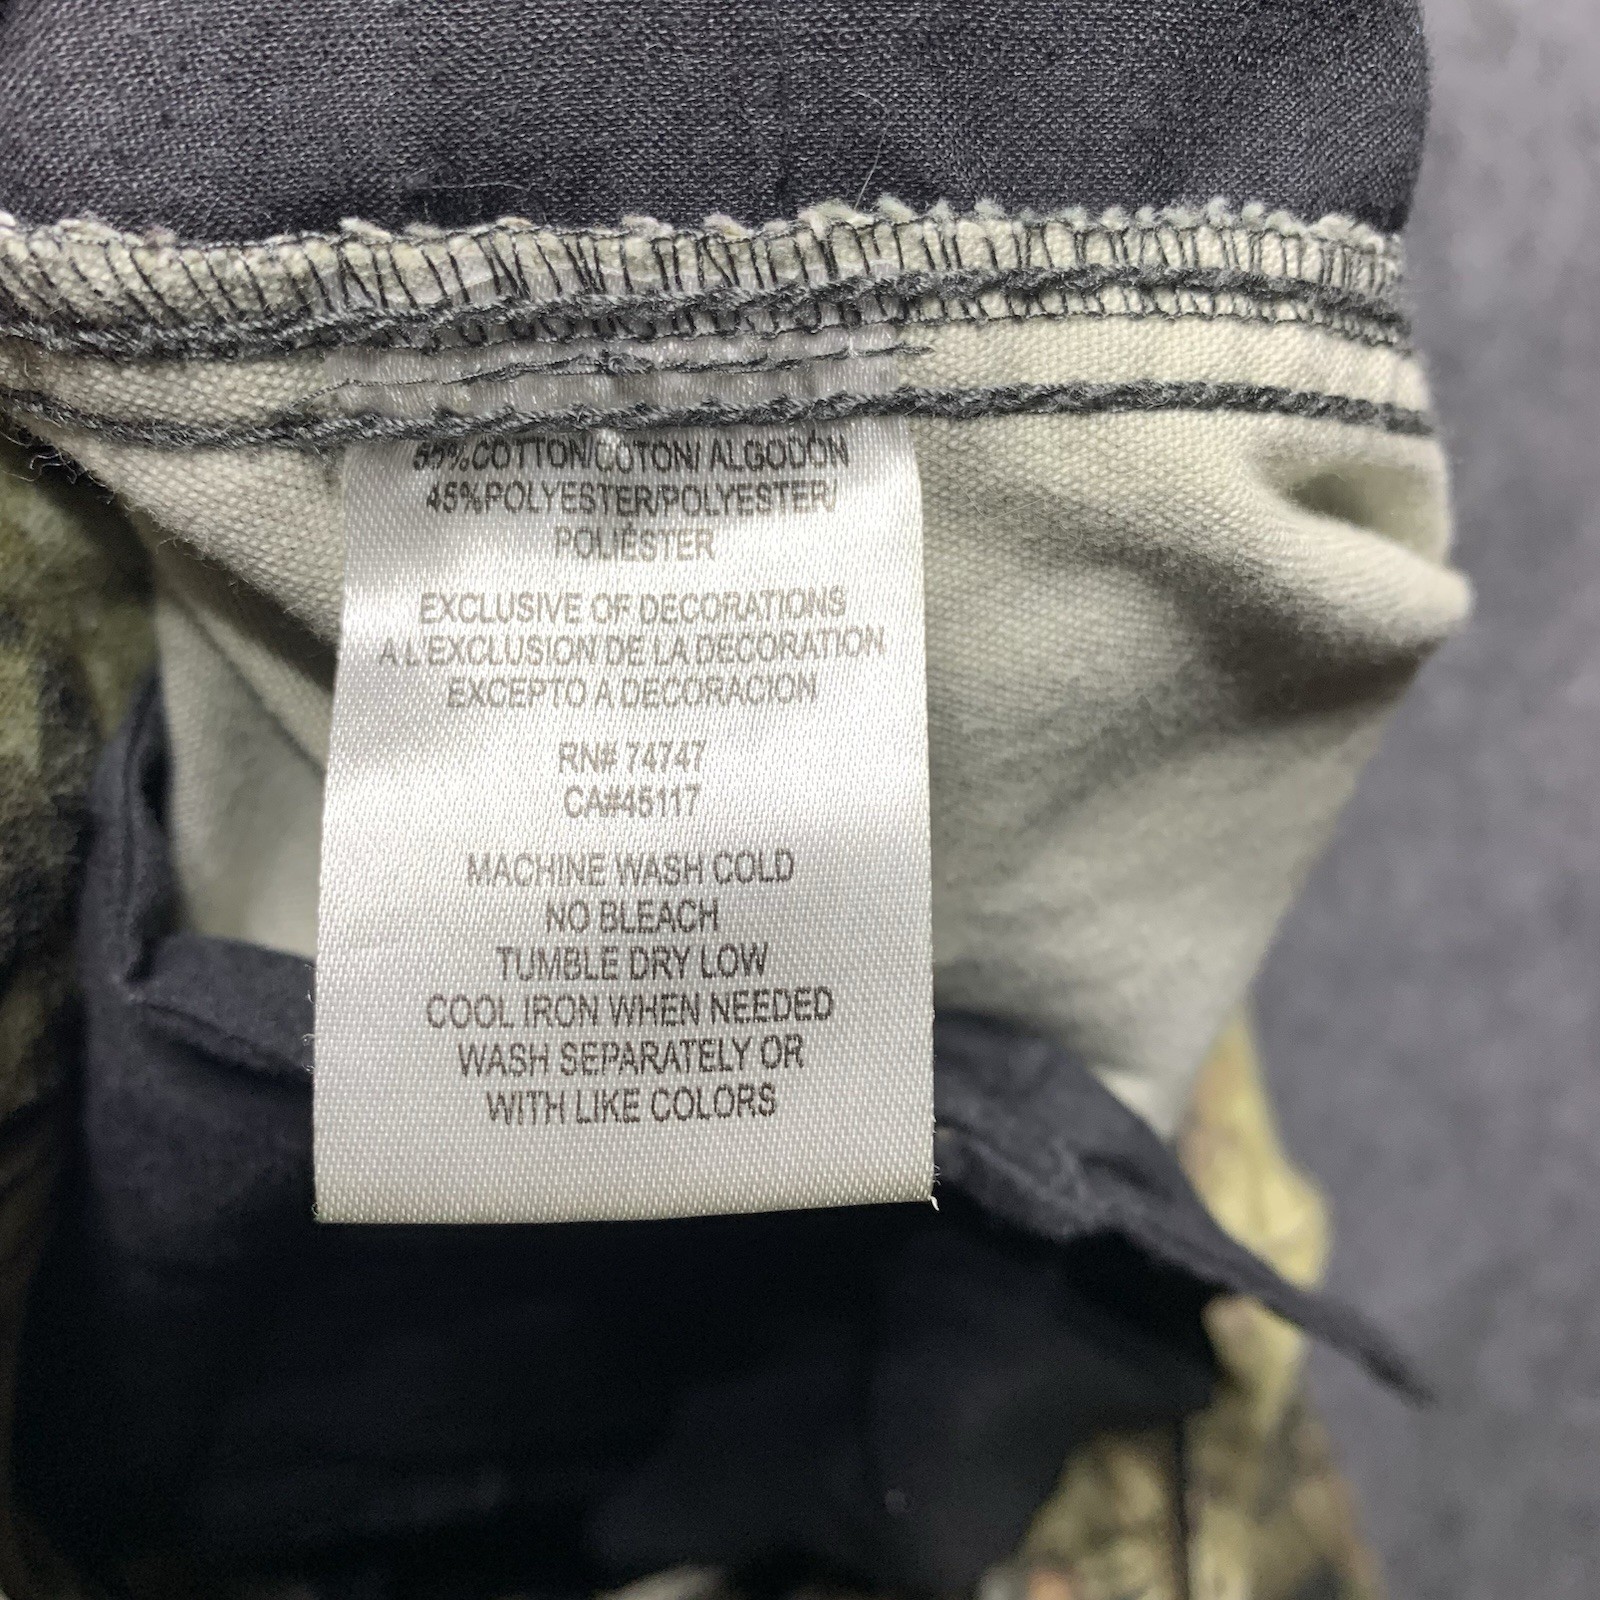 55%COTTON/COTON/ ALGODÓN
45%POLYESTER/POLYESTER/
POLIÉSTER
EXCLUSIVE OF DECORATIONS
A L'EXCLUSION DE LA DECORATION
EXCEPTO A DECORACION
RN# 74747
CA#45117
MACHINE WASH COLD
NO BLEACH
TUMBLE DRY LOW
COOL IRON WHEN NEEDED
WASH SEPARATELY OR
WITH LIKE COLORS